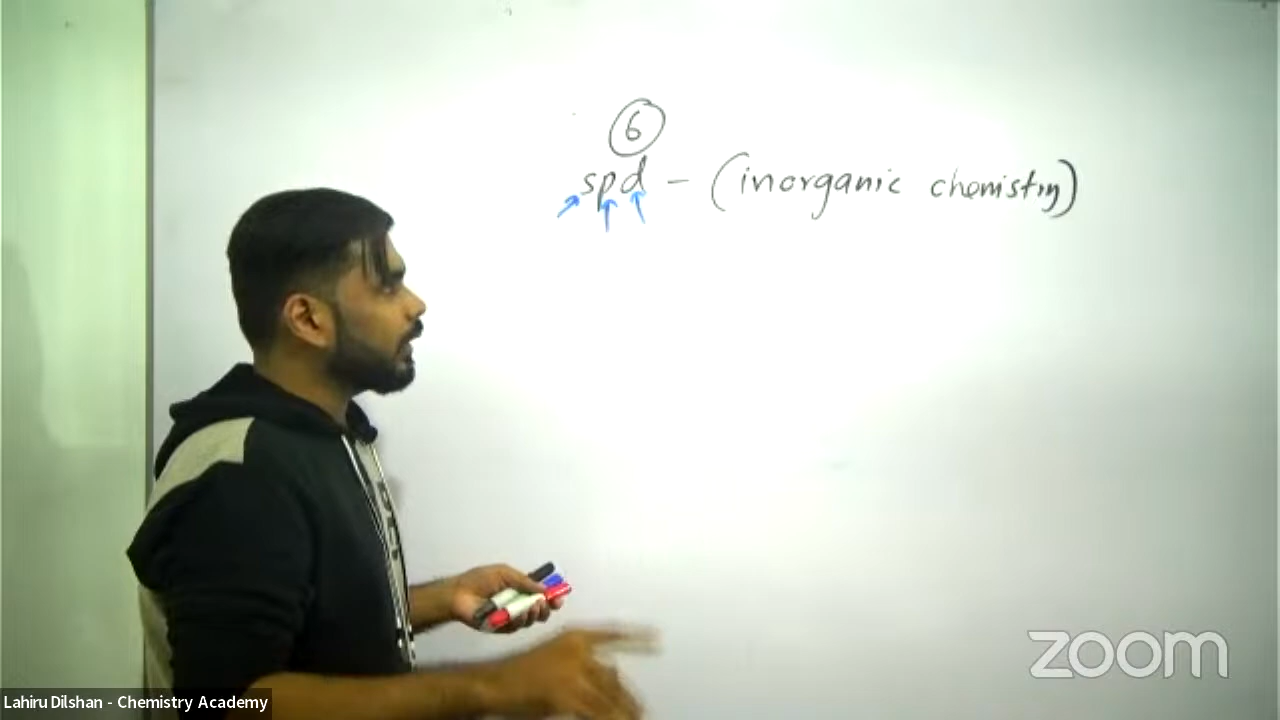 6
spd - (inorganic chemistry)
zoom
Lahiru Dilshan - Chemistry Academy